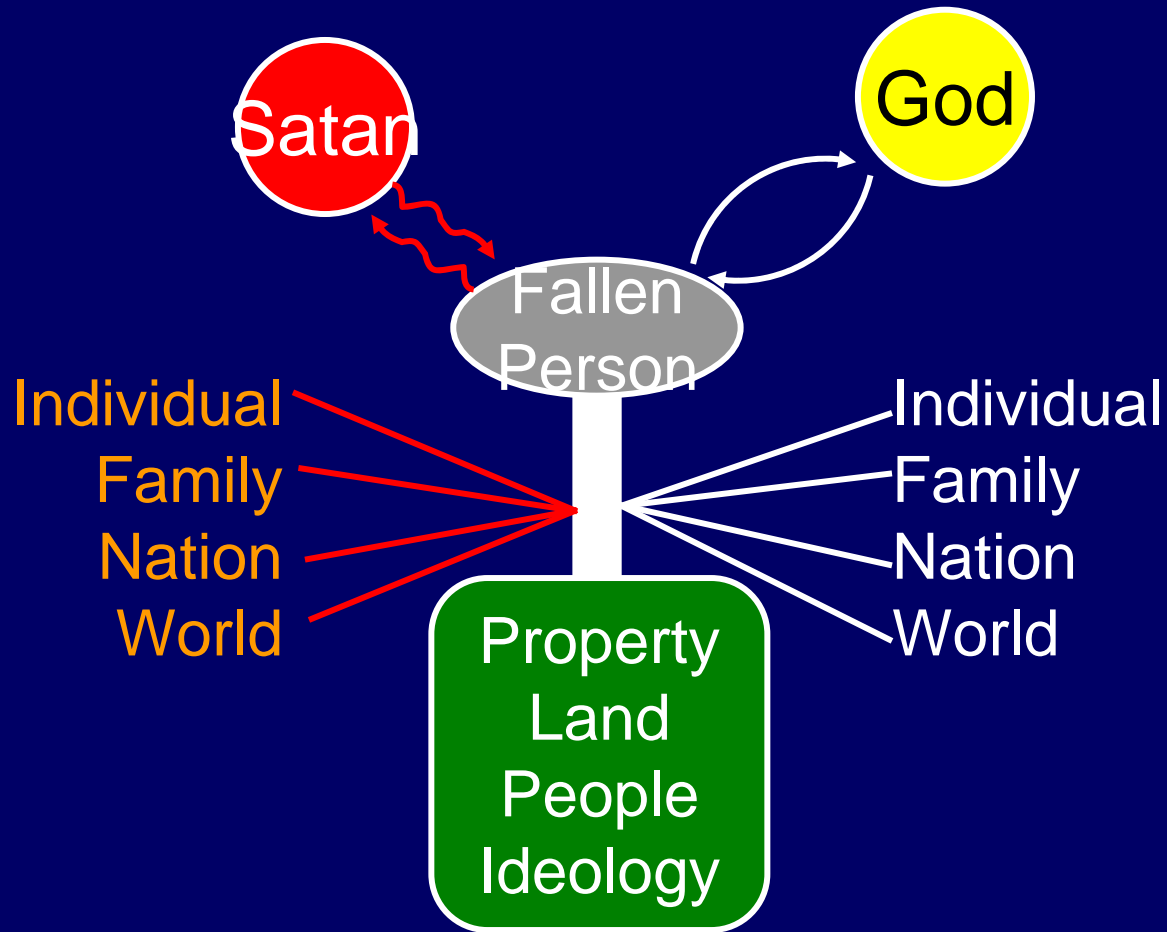 Satan
God
Fallen
Person
Individual
Family
Nation
World
Individual
Family
Nation
World
Property
Land
People
Ideology